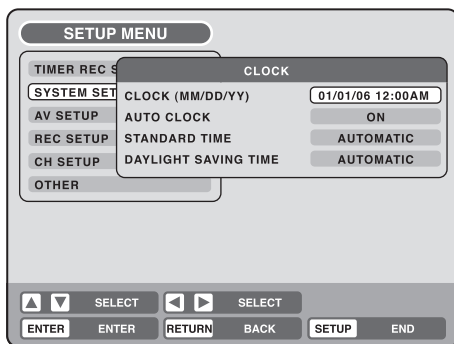 SETUP MENU
TIMER REC S
SYSTEM SET
AV SETUP
REC SETUP
CH SETUP
OTHER
CLOCK
CLOCK (MM/DD/YY) 01/01/06 12:00AM
AUTO CLOCK ON
STANDARD TIME AUTOMATIC
DAYLIGHT SAVING TIME AUTOMATIC
SELECT SELECT
ENTER ENTER RETURN BACK SETUP END